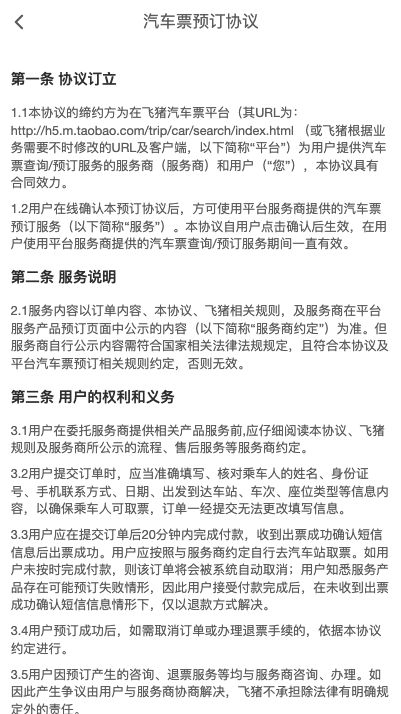 汽车票预订协议
第一条 协议订立
1.1本协议的缔约方为在飞猪汽车票平台（其URL为：
http://h5.m.taobao.com/trip/car/search/index.html （或飞猪根据业
务需要不时修改的URL及客户端，以下简称“平台”）为用户提供汽车
票查询/预订服务的服务商（服务商）和用户（“您”），本协议具有
合同效力。
1.2用户在线确认本预订协议后，方可使用平台服务商提供的汽车票
预订服务（以下简称“服务”）。本协议自用户点击确认后生效，在用
户使用平台服务商提供的汽车票查询/预订服务期间一直有效。
第二条 服务说明
2.1服务内容以订单内容、本协议、飞猪相关规则，及服务商在平台
服务产品预订页面中公示的内容（以下简称“服务商约定”）为准。但
服务商自行公示内容需符合国家相关法律法规规定，且符合本协议及
平台汽车票预订相关规则约定，否则无效。
第三条 用户的权利和义务
3.1用户在委托服务商提供相关产品服务前,应仔细阅读本协议、飞猪
规则及服务商所公示的流程、售后服务等服务商约定。
3.2用户提交订单时，应当准确填写、核对乘车人的姓名、身份证
号、手机联系方式、日期、出发到达车站、车次、座位类型等信息内
容，以确保乘车人可取票，订单一经提交无法更改填写信息。
3.3用户应在提交订单后20分钟内完成付款，收到出票成功确认短信
信息后出票成功。用户应按照与服务商约定自行去汽车站取票。如用
户未按时完成付款，则该订单将会被系统自动取消；用户知悉服务产
品存在可能预订失败情形，因此用户接受付款完成后，在未收到出票
成功确认短信信息情形下，仅以退款方式解决。
3.4用户预订成功后，如需取消订单或办理退票手续的，依据本协议
约定进行。
3.5用户因预订产生的咨询、退票服务等均与服务商咨询、办理。如
因此产生争议由用户与服务商协商解决，飞猪不承担除法律有明确规
定外的责任。